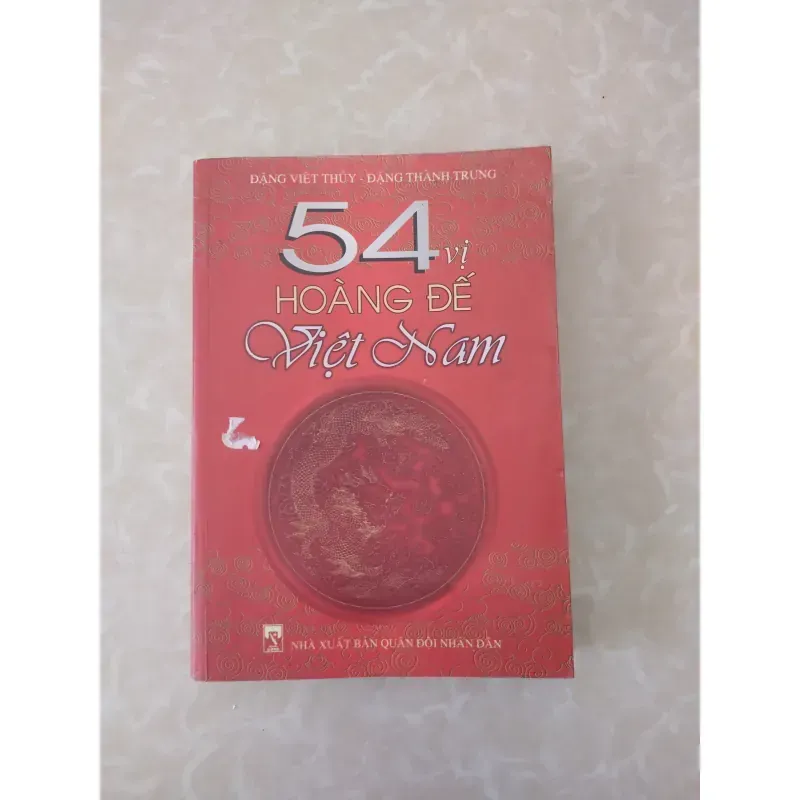 ĐẶNG VIỆT THỦY - ĐẶNG THÀNH TRUNG
54 vị
HOÀNG ĐẾ
Việt Nam
NHÀ XUẤT BẢN QUÂN ĐỘI NHÂN DÂN